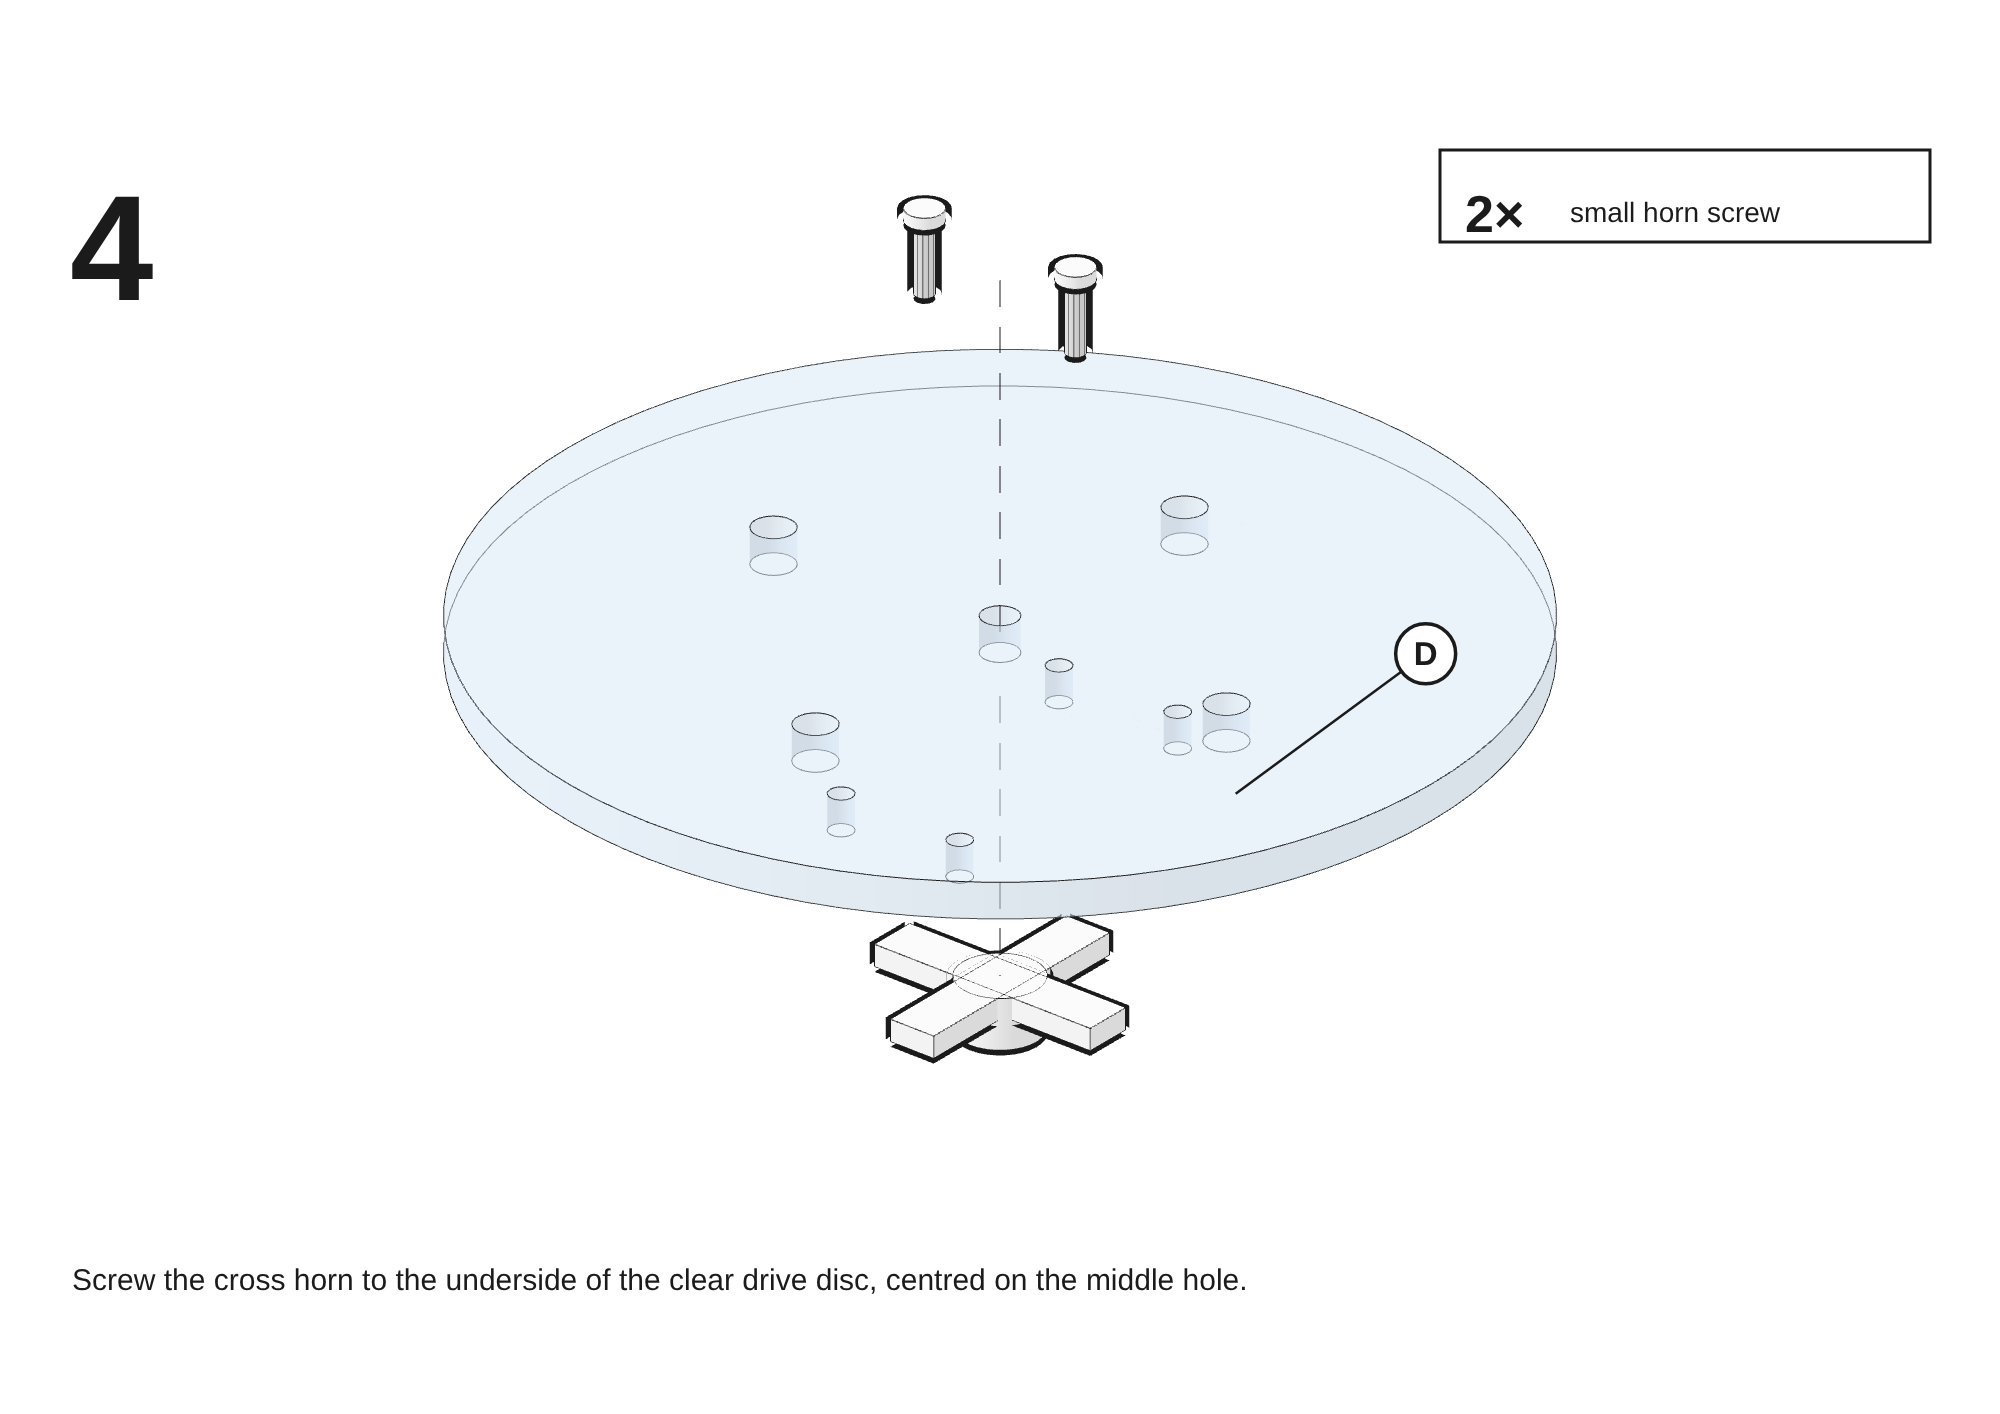 4
2× small horn screw
D
Screw the cross horn to the underside of the clear drive disc, centred on the middle hole.